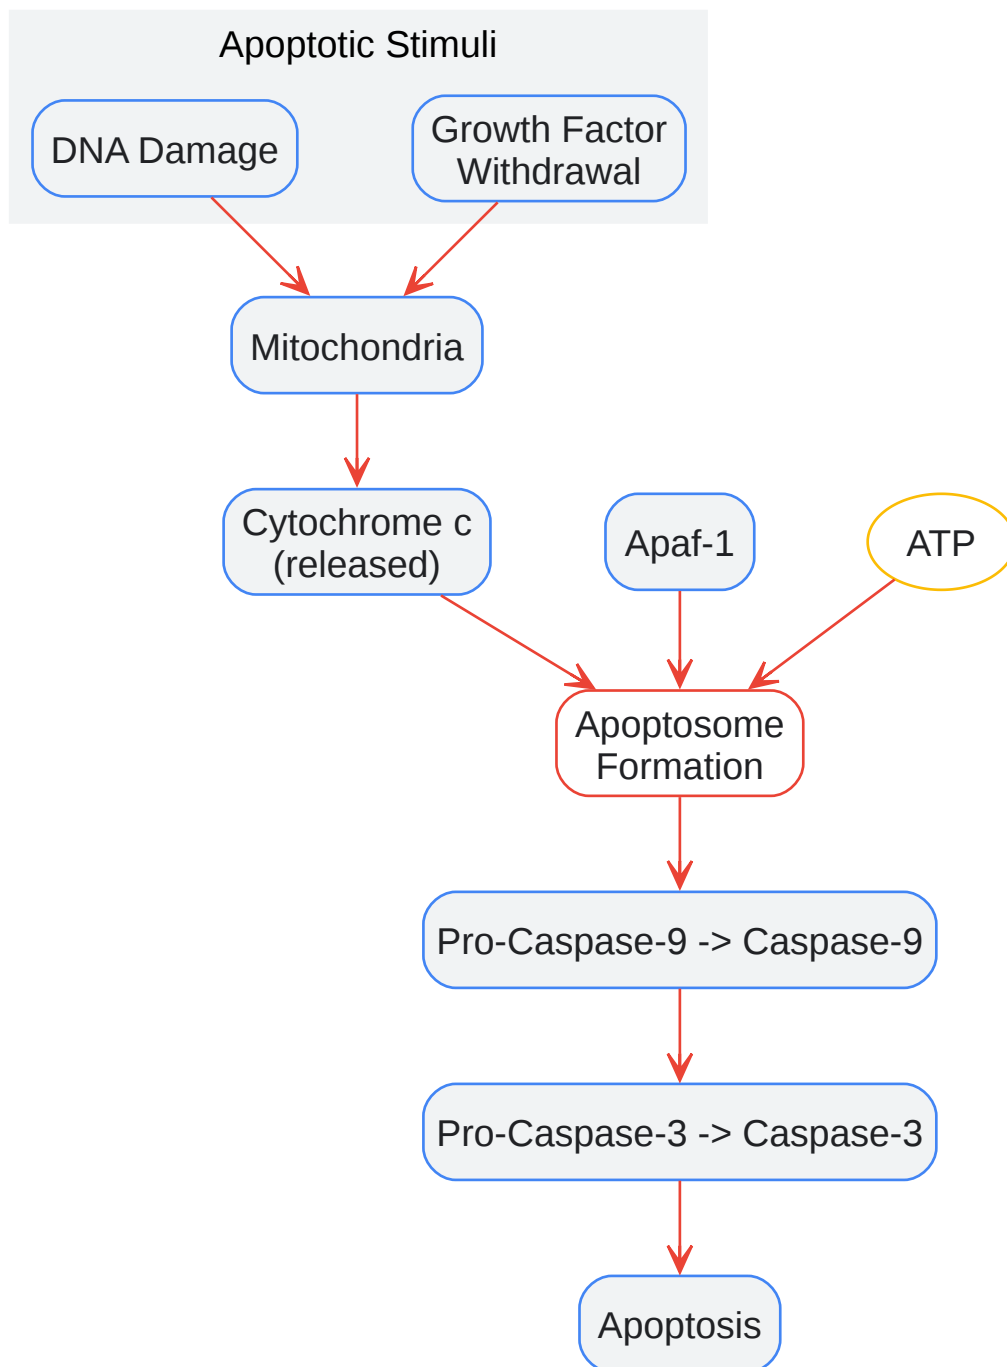 Apoptotic Stimuli
DNA Damage
Growth Factor
Withdrawal
Mitochondria
Cytochrome c
(released)
Apaf-1
ATP
Apoptosome
Formation
Pro-Caspase-9 -> Caspase-9
Pro-Caspase-3 -> Caspase-3
Apoptosis